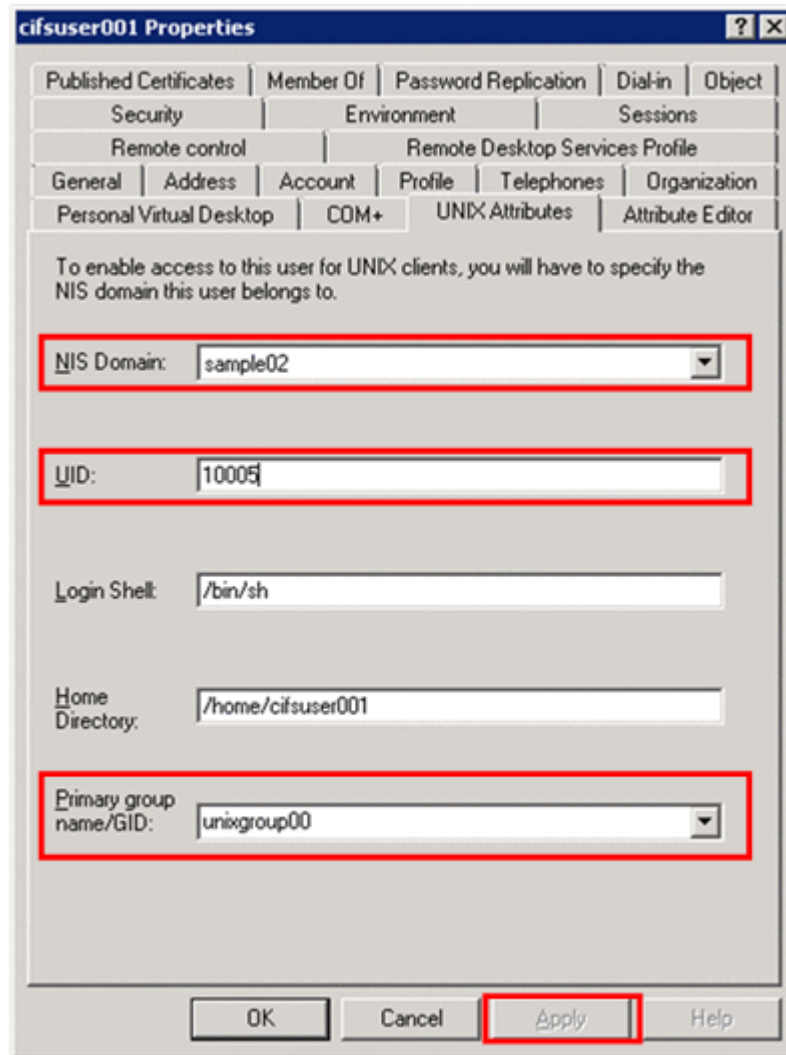 cifsuser001 Properties
Published Certificates Member Of Password Replication Dial-in Object
Security Environment Sessions
Remote control Remote Desktop Services Profile
General Address Account Profile Telephones Organization
Personal Virtual Desktop COM+ UNIX Attributes Attribute Editor
To enable access to this user for UNIX clients, you will have to specify the
NIS domain this user belongs to.
NIS Domain: sample02
UID: 10005
Login Shell: /bin/sh
Home
Directory: /home/cifsuser001
Primary group
name/GID: unixgroup00
OK Cancel Apply Help